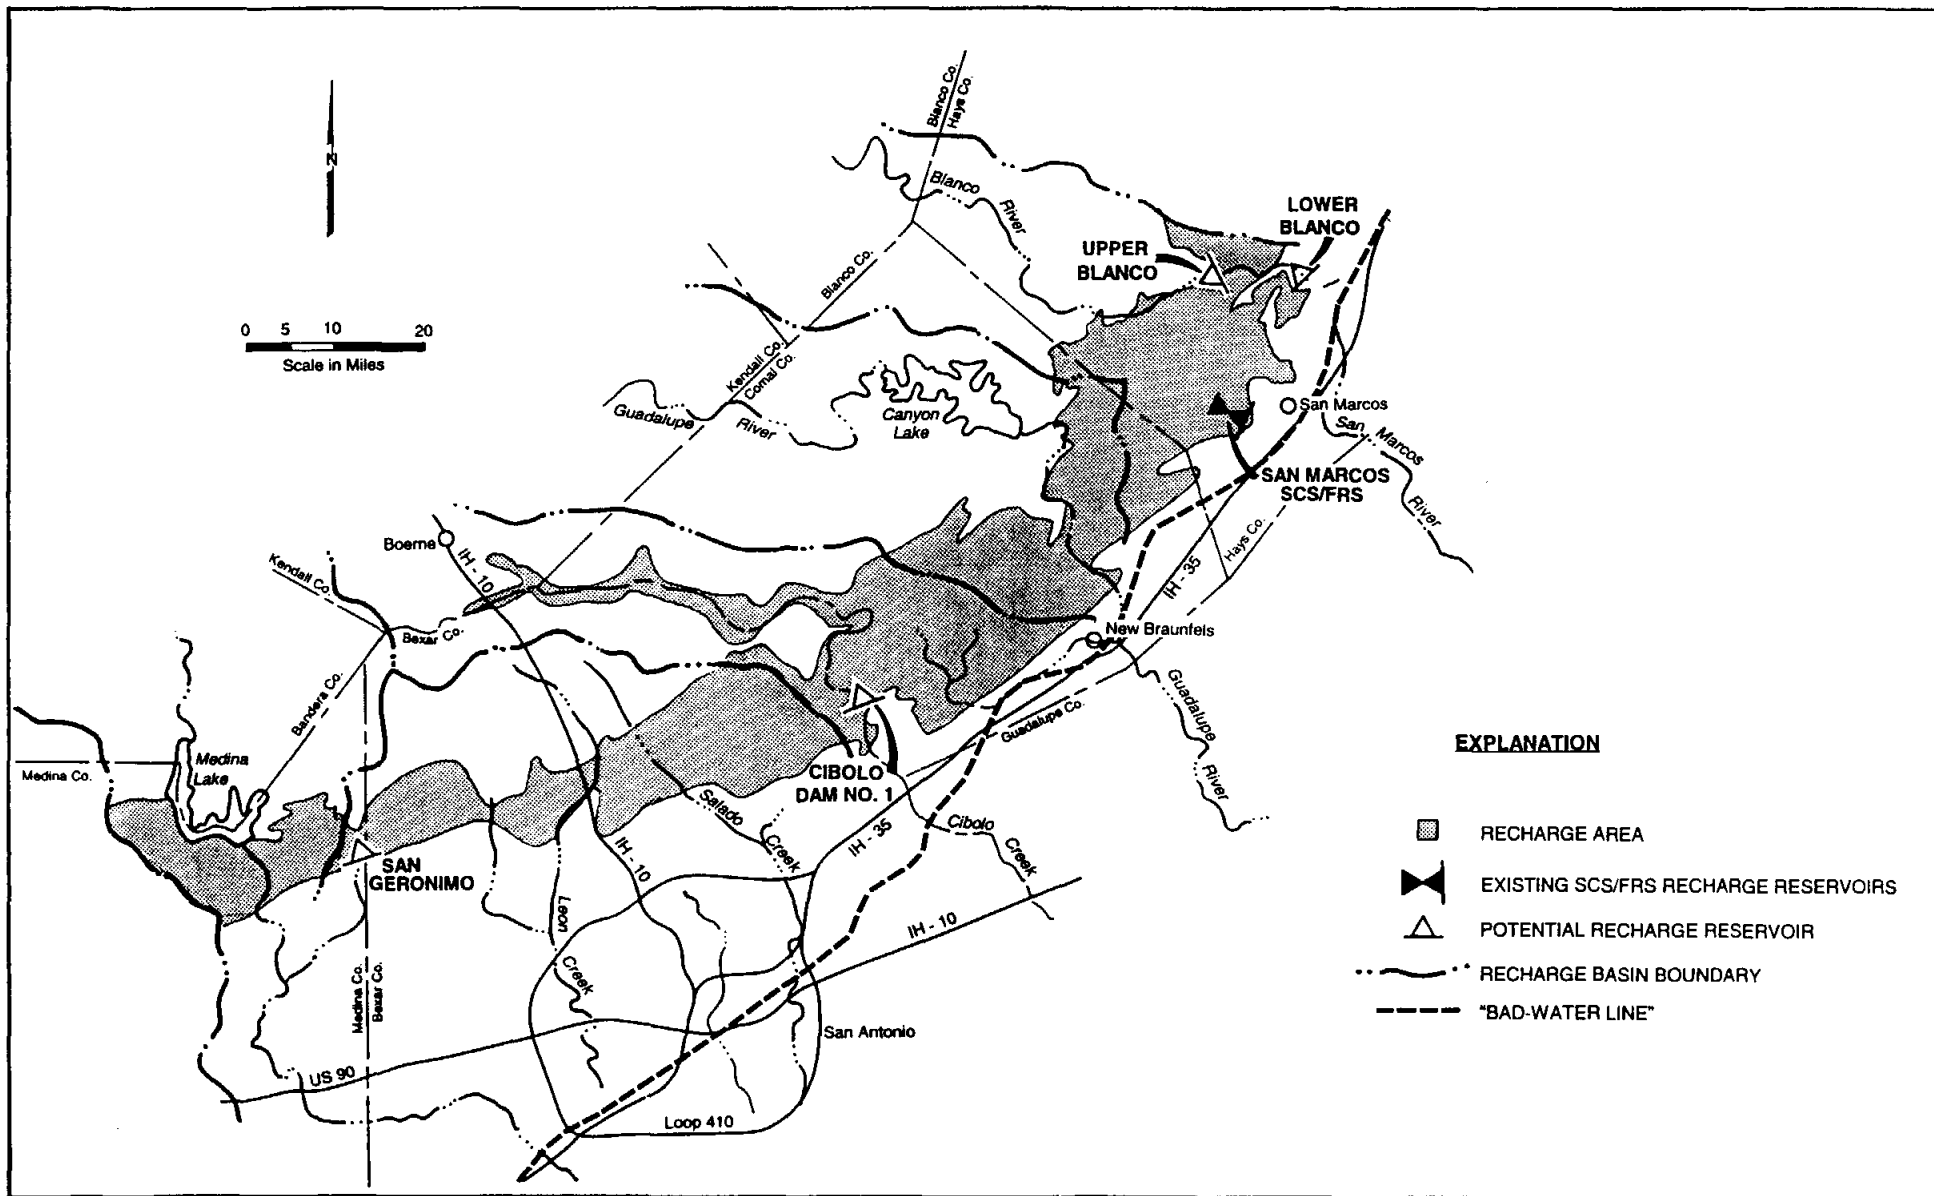 Blanco Co.
Hays Co.
N
Blanco
River
LOWER
BLANCO
UPPER
BLANCO
Blanco Co.
0 5 10 20
Scale in Miles
Kendall Co.
Comal Co.
Guadalupe
River
Canyon
Lake
San Marcos
San Marcos
River
SAN MARCOS
SCS/FRS
Hays Co.
IH - 35
Boerne
IH - 10
Kendall Co.
Bexar Co.
New Braunfels
Guadalupe
River
Guadalupe Co.
Bandera Co.
Medina
Lake
Medina Co.
CIBOLO
DAM NO. 1
Salado
Creek
Cibolo
Creek
IH - 35
IH - 10
SAN
GERONIMO
Leon
Creek
IH - 10
Medina Co.
Bexar Co.
San Antonio
US 90
Loop 410
EXPLANATION
RECHARGE AREA
EXISTING SCS/FRS RECHARGE RESERVOIRS
POTENTIAL RECHARGE RESERVOIR
RECHARGE BASIN BOUNDARY
"BAD-WATER LINE"